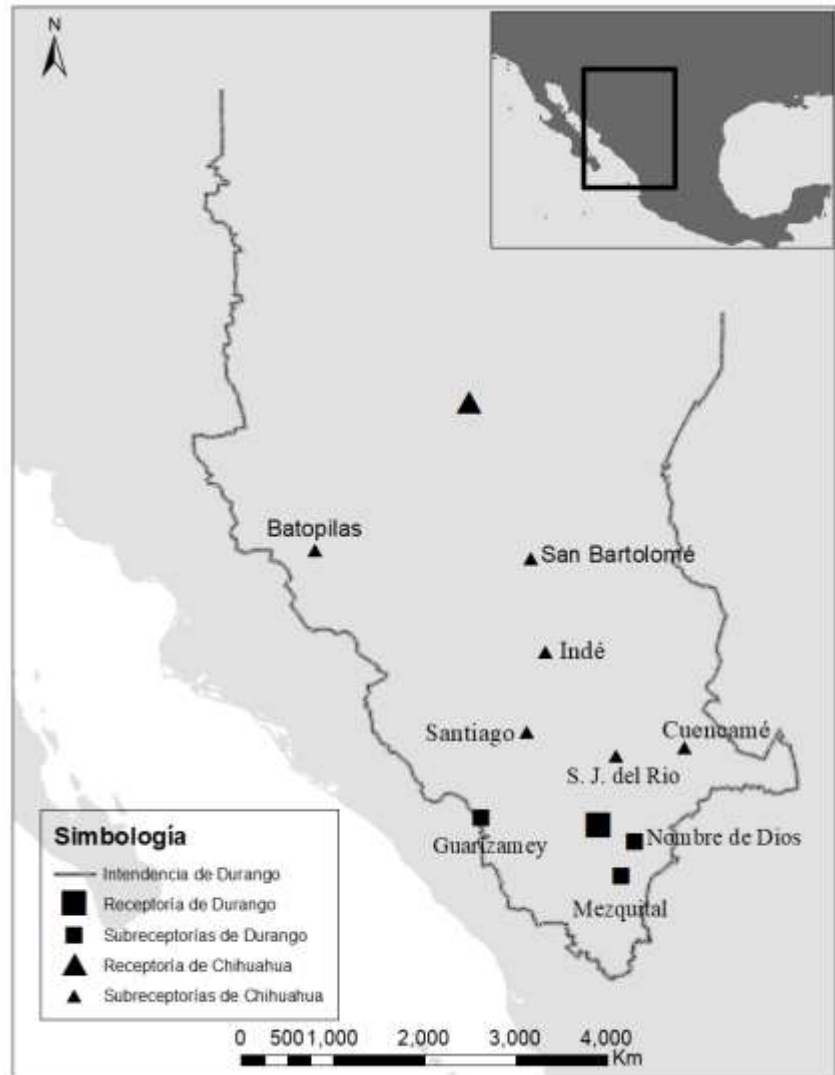 N
Batopilas
San Bartolomé
Indé
Santiago
Cuencamé
S. J. del Rio
Guarizamey
Nombre de Dios
Mezquital
Simbología
Intendencia de Durango
Receptoría de Durango
Subreceptorías de Durango
Receptoría de Chihuahua
Subreceptorías de Chihuahua
0 500 1,000 2,000 3,000 4,000
Km